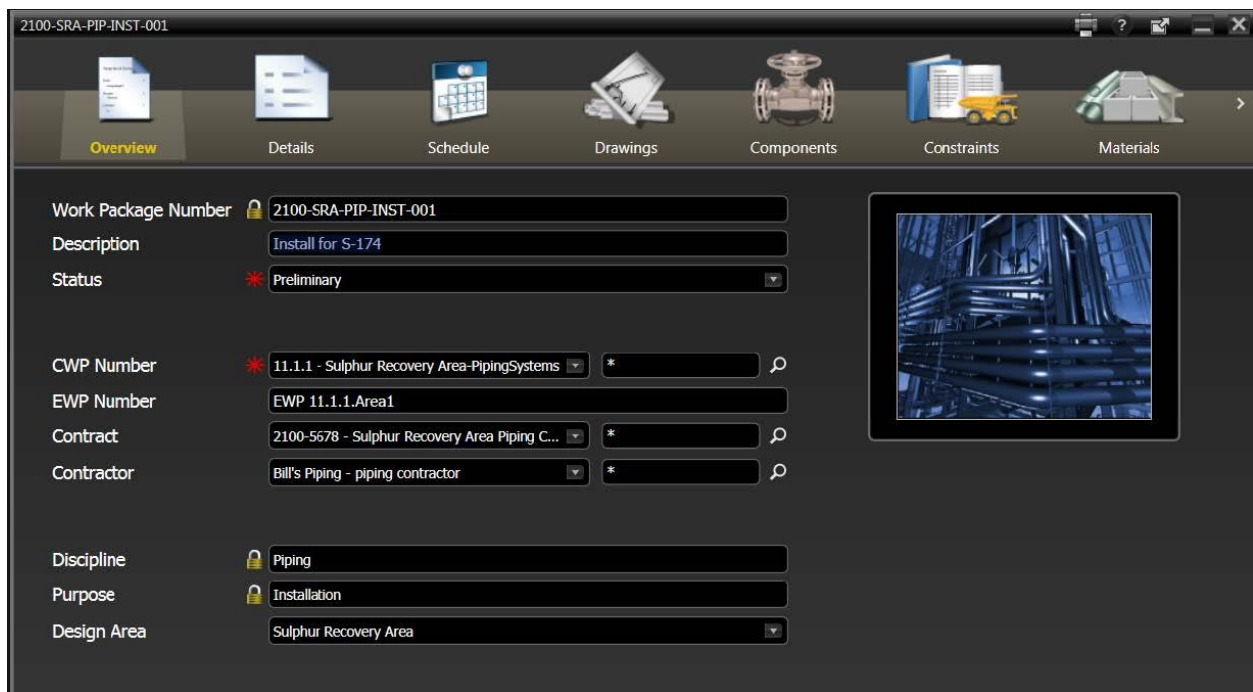 2100-SRA-PIP-INST-001
?
Overview
Details
Schedule
Drawings
Components
Constraints
Materials
Work Package Number 2100-SRA-PIP-INST-001
Description Install for S-174
Status Preliminary
CWP Number 11.1.1 - Sulphur Recovery Area-PipingSystems *
EWP Number EWP 11.1.1.Area1
Contract 2100-5678 - Sulphur Recovery Area Piping C... *
Contractor Bill's Piping - piping contractor *
Discipline Piping
Purpose Installation
Design Area Sulphur Recovery Area